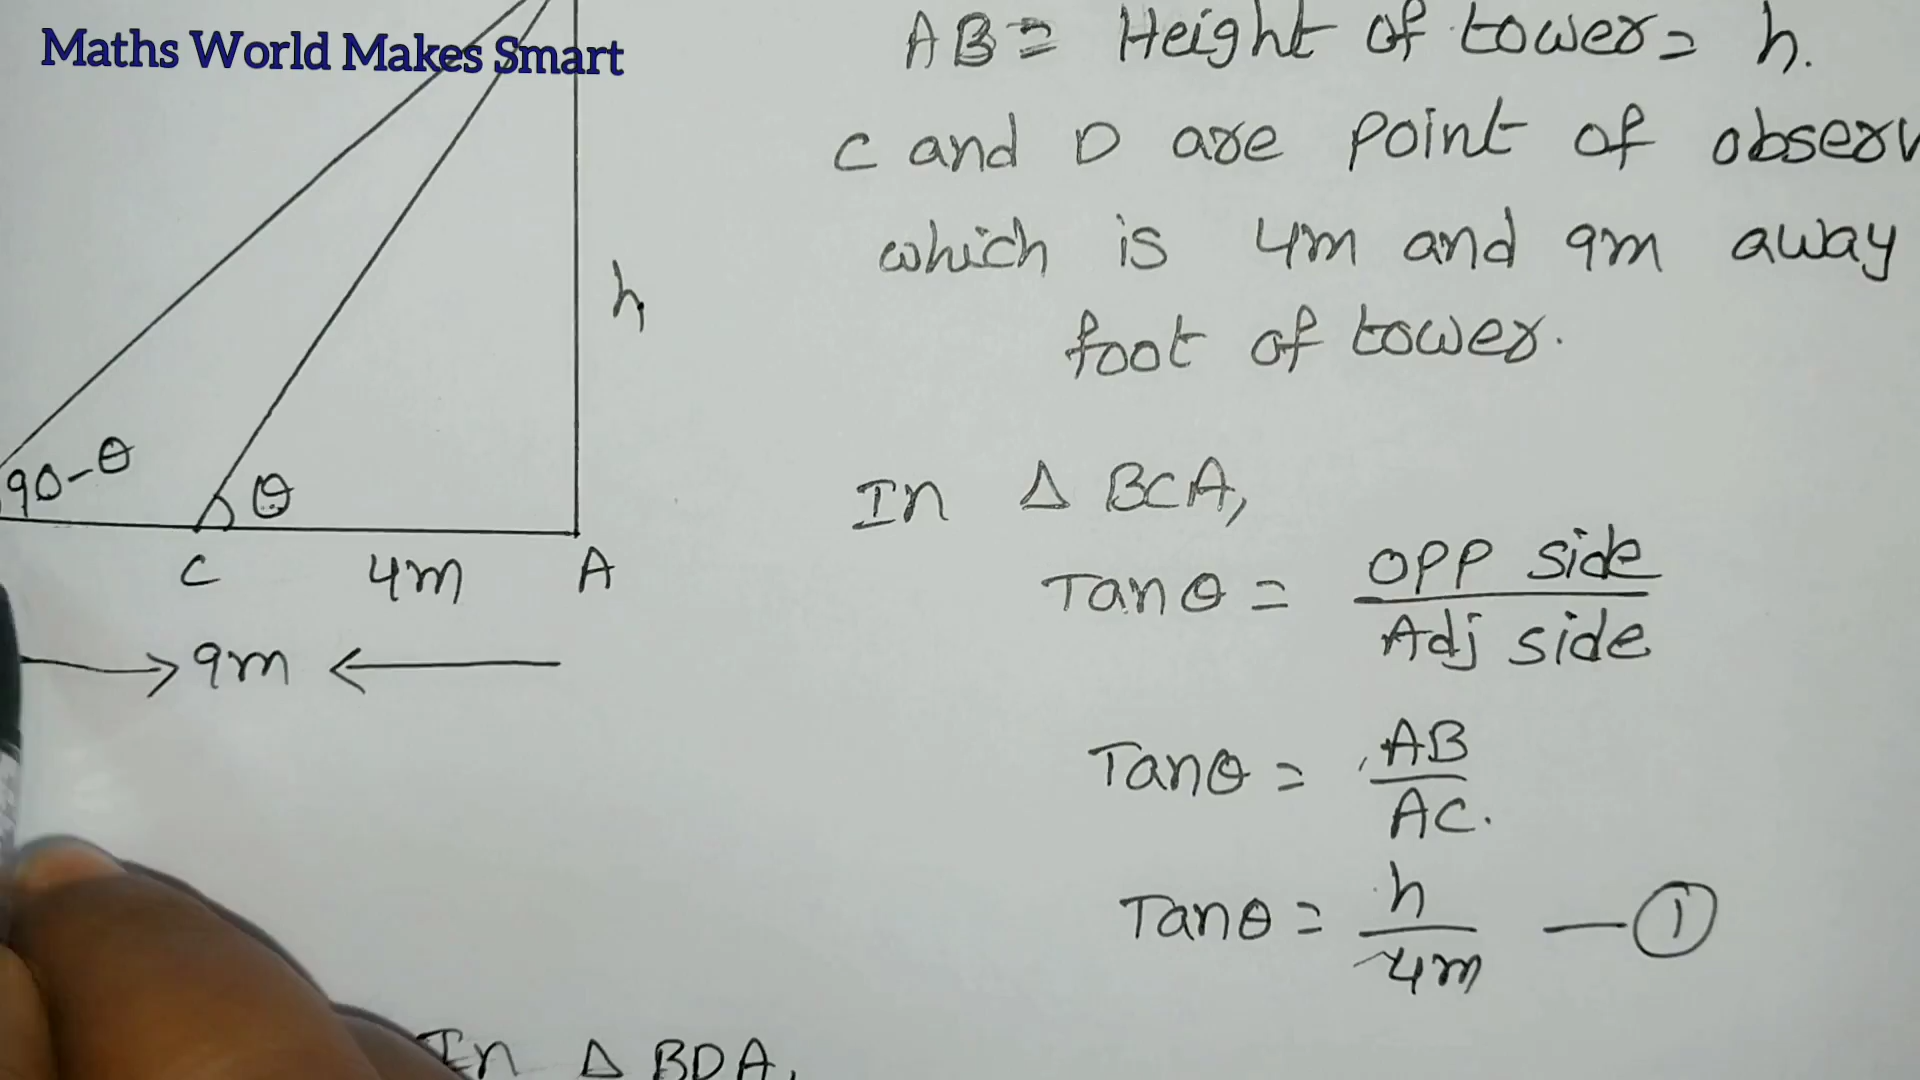 Maths World Makes Smart
AB = Height of tower = h.
C and D are point of observ
which is 4m and 9m away
foot of tower.
h
90-θ
θ
C 4m A
9m
In Δ BCA,
Tanθ = opp side
Adj side
Tanθ = AB
AC.
Tanθ = h
4m
— ①
In Δ BDA,